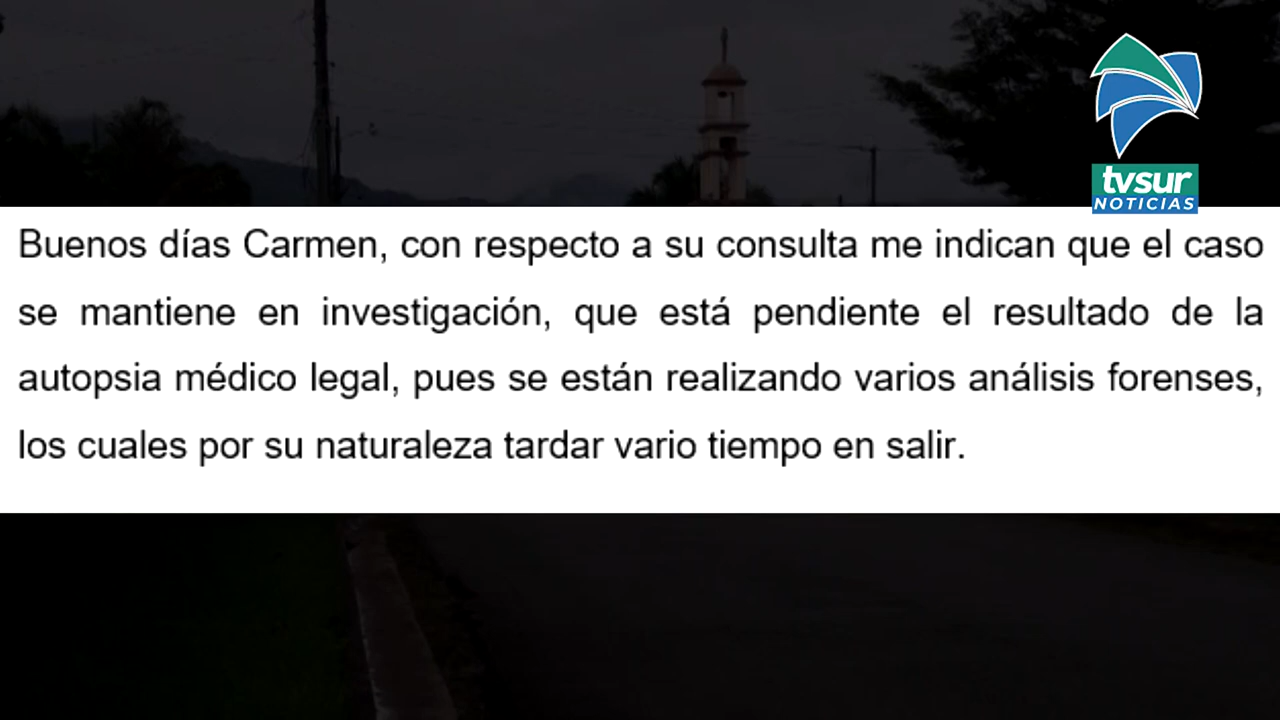 tvsur
NOTICIAS
Buenos días Carmen, con respecto a su consulta me indican que el caso
se mantiene en investigación, que está pendiente el resultado de la
autopsia médico legal, pues se están realizando varios análisis forenses,
los cuales por su naturaleza tardar vario tiempo en salir.